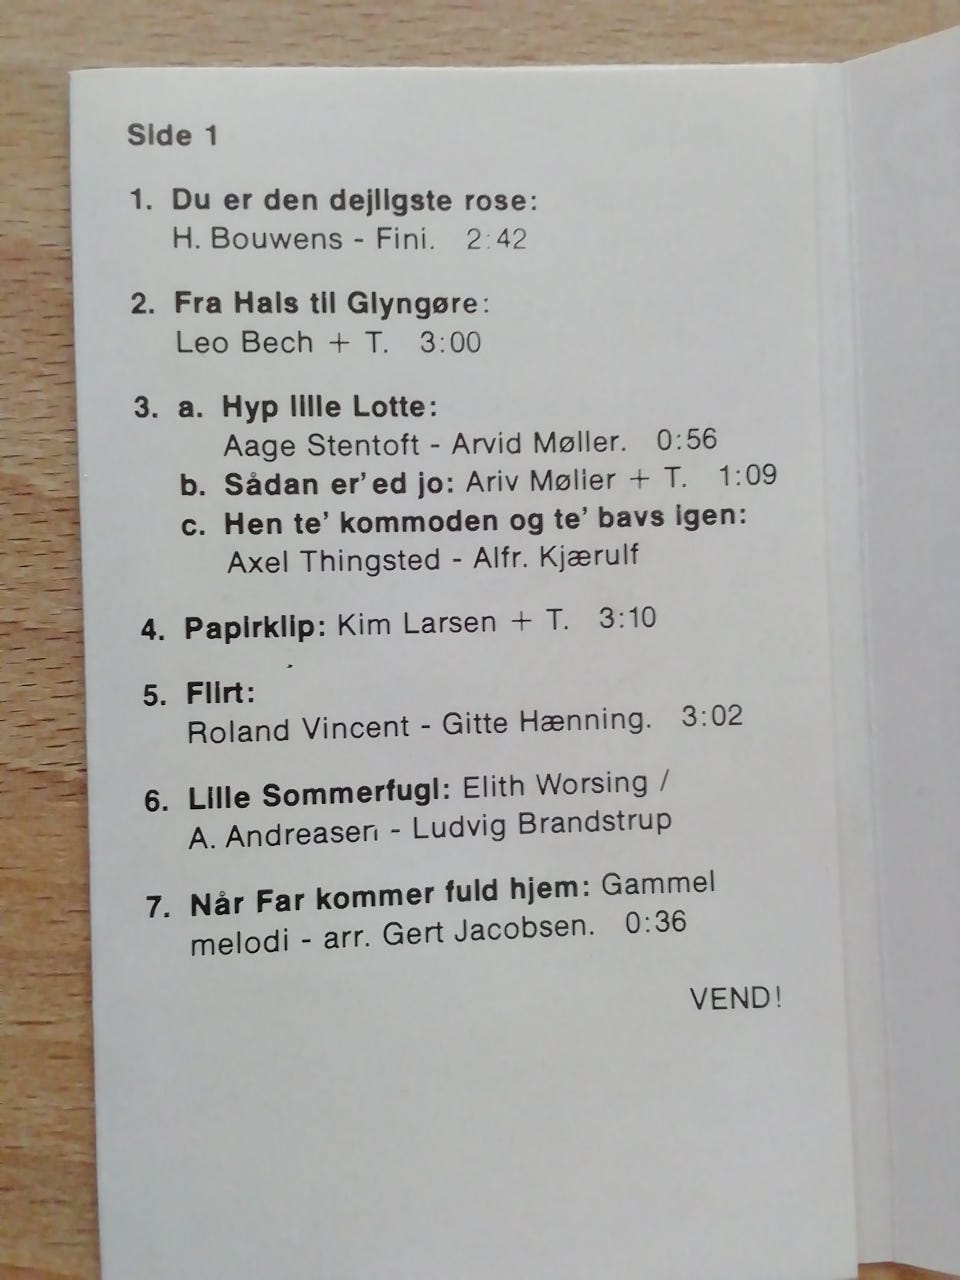 Side 1
1. Du er den dejligste rose:
H. Bouwens - Fini. 2:42
2. Fra Hals til Glyngøre:
Leo Bech + T. 3:00
3. a. Hyp lille Lotte:
Aage Stentoft - Arvid Møller. 0:56
b. Sådan er'ed jo: Ariv Møller + T. 1:09
c. Hen te' kommoden og te' bavs igen:
Axel Thingsted - Alfr. Kjærulf
4. Papirklip: Kim Larsen + T. 3:10
5. Flirt:
Roland Vincent - Gitte Hænning. 3:02
6. Lille Sommerfugl: Elith Worsing /
A. Andreasen - Ludvig Brandstrup
7. Når Far kommer fuld hjem: Gammel
melodi - arr. Gert Jacobsen. 0:36
VEND!